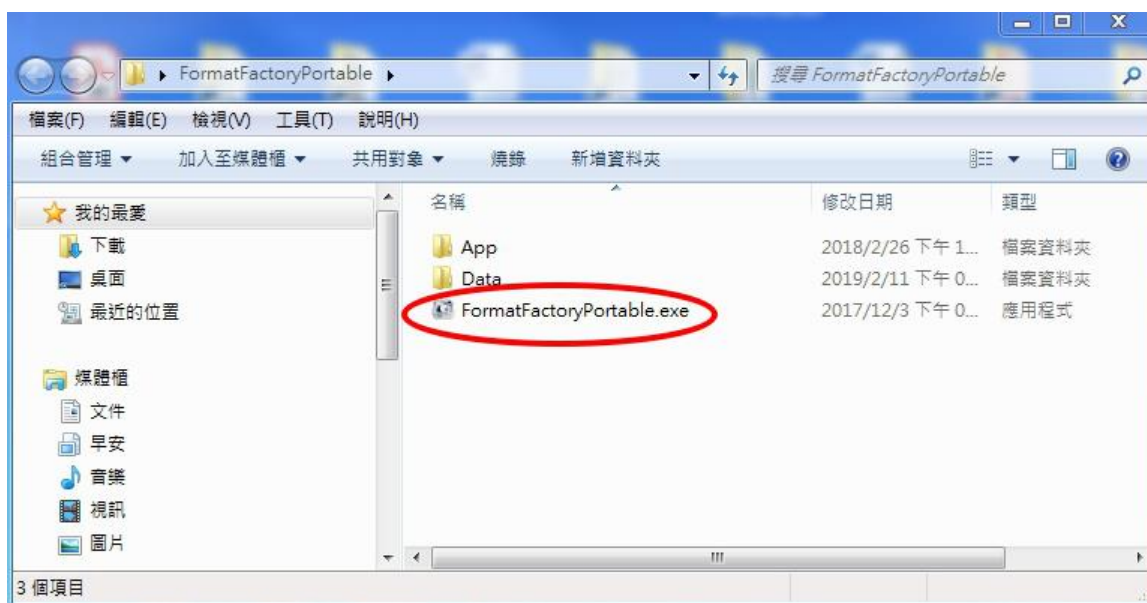 FormatFactoryPortable
搜尋 FormatFactoryPortable
檔案(F) 編輯(E) 檢視(V) 工具(T) 說明(H)
組合管理 加入至媒體櫃 共用對象 燒錄 新增資料夾
我的最愛
下載
桌面
最近的位置
媒體櫃
文件
早安
音樂
視訊
圖片
名稱 修改日期 類型
App 2018/2/26 下午 1... 檔案資料夾
Data 2019/2/11 下午 0... 檔案資料夾
FormatFactoryPortable.exe 2017/12/3 下午 0... 應用程式
3 個項目